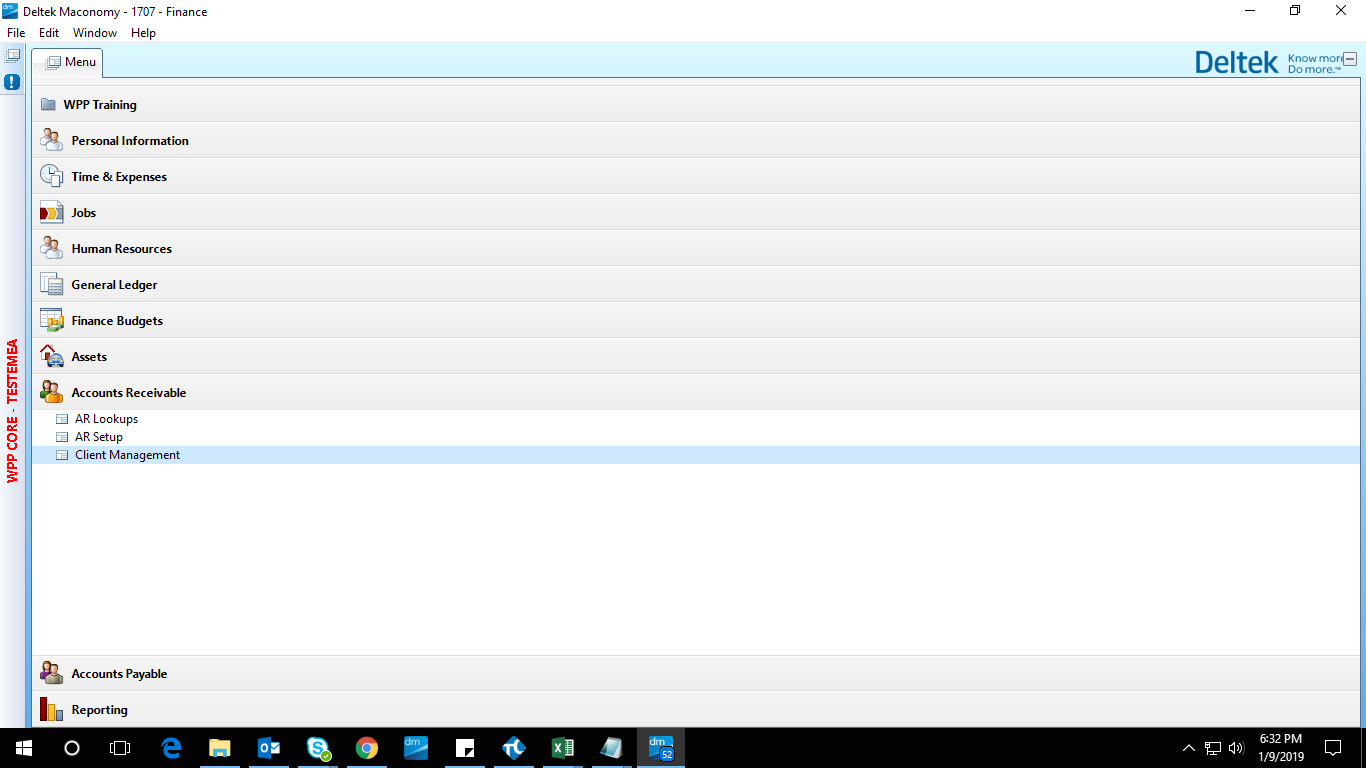 Deltek Maconomy - 1707 - Finance
File Edit Window Help
Menu
Deltek Know more
Do more.™
WPP Training
Personal Information
Time & Expenses
Jobs
Human Resources
General Ledger
Finance Budgets
Assets
Accounts Receivable
AR Lookups
AR Setup
Client Management
Accounts Payable
Reporting
WPP CORE - TESTEMEA
dm
dm
52
6:32 PM
1/9/2019